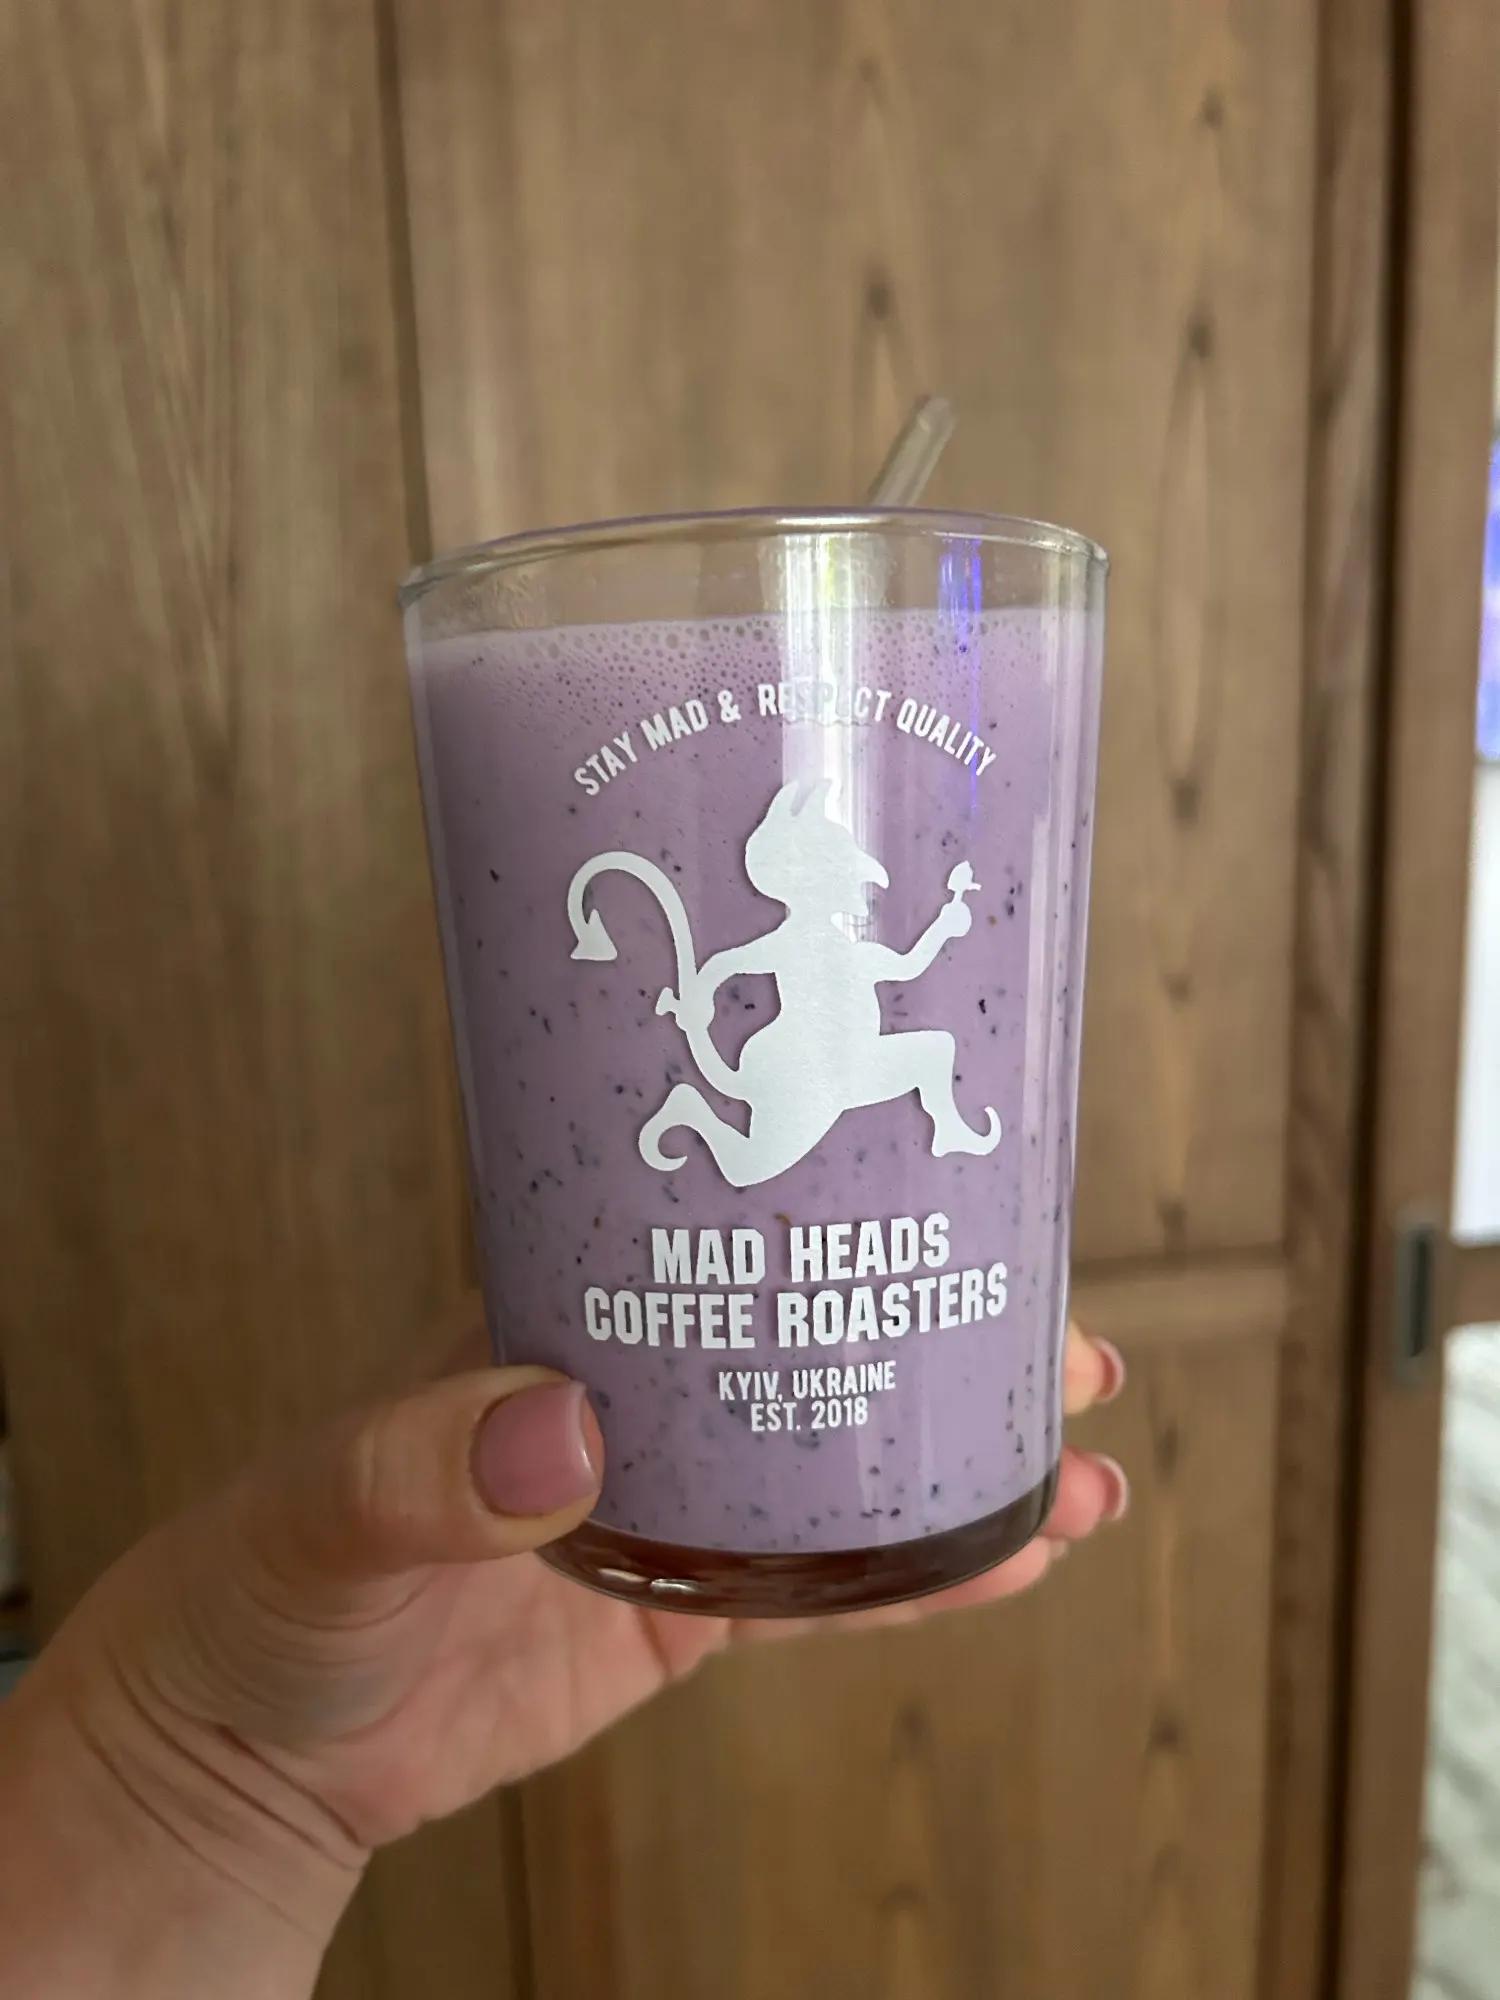 STAY MAD & RESPECT QUALITY
MAD HEADS
COFFEE ROASTERS
KYIV, UKRAINE
EST. 2018